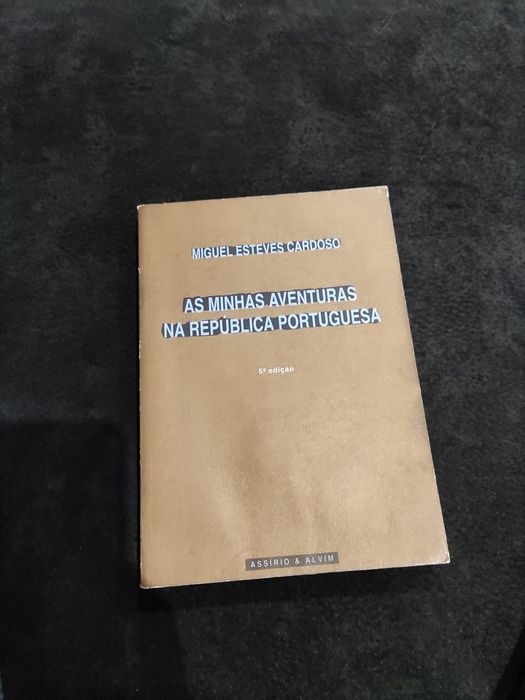 MIGUEL ESTEVES CARDOSO
AS MINHAS AVENTURAS
NA REPÚBLICA PORTUGUESA
5ª edição
ASSÍRIO & ALVIM